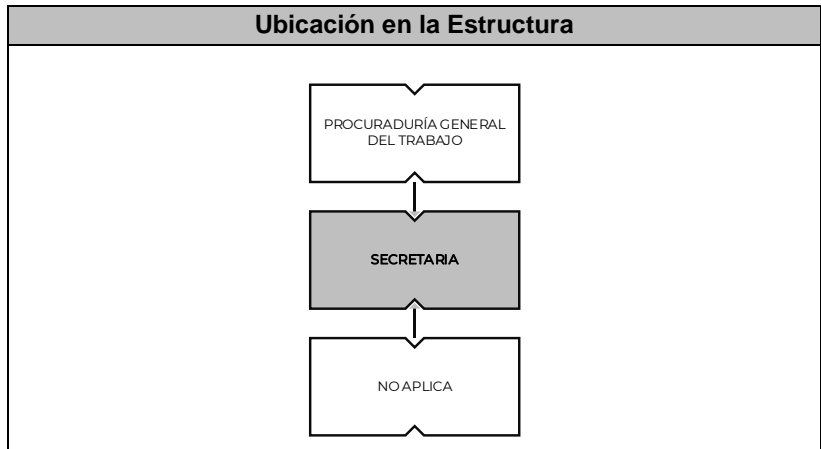 Ubicación en la Estructura
PROCURADURÍA GENERAL
DEL TRABAJO
SECRETARIA
NO APLICA